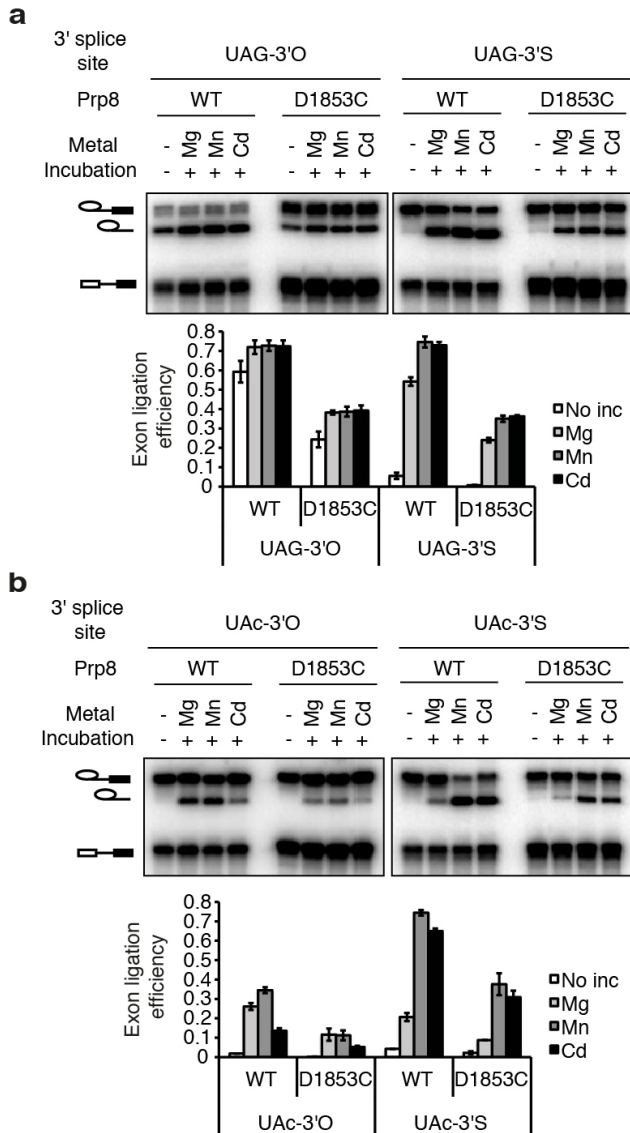 a
3' splice site
UAG-3'O UAG-3'S
Prp8 WT D1853C WT D1853C
Metal - Mg Mn Cd - Mg Mn Cd - Mg Mn Cd - Mg Mn Cd
Incubation - + + + - + + + - + + + - + + +
Exon ligation efficiency
0.8
0.7
0.6
0.5
0.4
0.3
0.2
0.1
0
No inc
Mg
Mn
Cd
WT D1853C WT D1853C
UAG-3'O UAG-3'S
b
3' splice site
UAc-3'O UAc-3'S
Prp8 WT D1853C WT D1853C
Metal - Mg Mn Cd - Mg Mn Cd - Mg Mn Cd - Mg Mn Cd
Incubation - + + + - + + + - + + + - + + +
Exon ligation efficiency
0.8
0.7
0.6
0.5
0.4
0.3
0.2
0.1
0
No inc
Mg
Mn
Cd
WT D1853C WT D1853C
UAc-3'O UAc-3'S